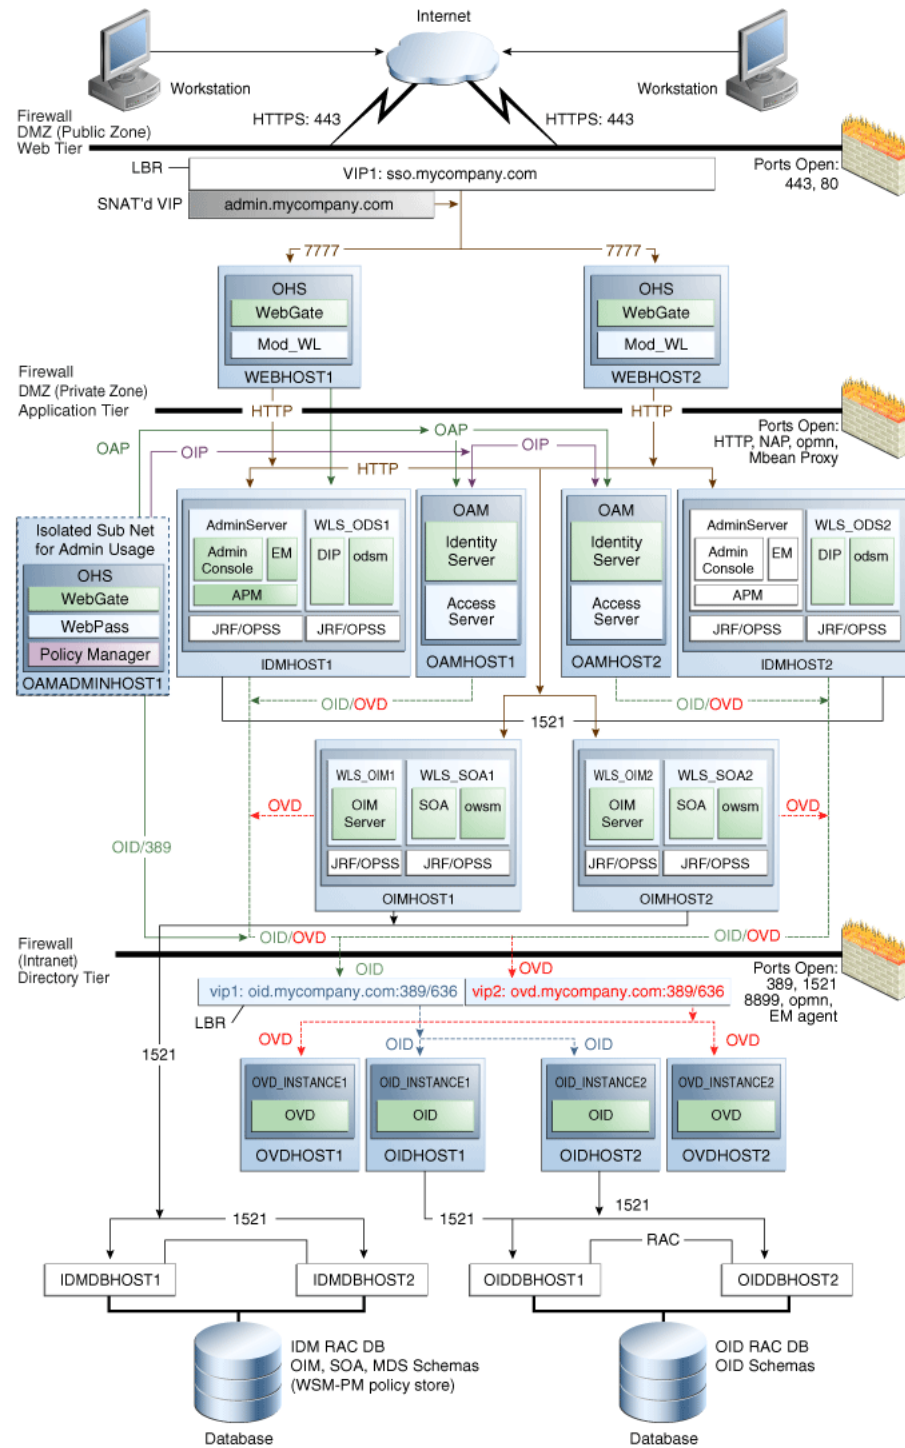 Internet
Workstation
Workstation
Firewall
DMZ (Public Zone)
Web Tier
HTTPS: 443
HTTPS: 443
LBR
VIP1: sso.mycompany.com
Ports Open:
443, 80
SNAT'd VIP
admin.mycompany.com
7777
7777
OHS
WebGate
Mod_WL
WEBHOST1
OHS
WebGate
Mod_WL
WEBHOST2
Firewall
DMZ (Private Zone)
Application Tier
HTTP
HTTP
Ports Open:
HTTP, NAP, opmn,
Mbean Proxy
OAP
OAP
OIP
OIP
HTTP
Isolated Sub Net
for Admin Usage
OHS
WebGate
WebPass
Policy Manager
OAMADMINHOST1
AdminServer
Admin
Console
EM
APM
WLS_ODS1
DIP
odsm
JRF/OPSS
JRF/OPSS
IDMHOST1
OAM
Identity
Server
Access
Server
OAMHOST1
OAM
Identity
Server
Access
Server
OAMHOST2
AdminServer
Admin
Console
EM
APM
WLS_ODS2
DIP
odsm
JRF/OPSS
JRF/OPSS
IDMHOST2
OID/OVD
OID/OVD
1521
WLS_OIM1
OIM
Server
WLS_SOA1
SOA
owsm
JRF/OPSS
JRF/OPSS
OIMHOST1
WLS_OIM2
OIM
Server
WLS_SOA2
SOA
owsm
JRF/OPSS
JRF/OPSS
OIMHOST2
OVD
OVD
OID/389
OID/OVD
OID/OVD
Firewall
(Intranet)
Directory Tier
OID
OVD
Ports Open:
389, 1521
8899, opmn,
EM agent
vip1: oid.mycompany.com:389/636
vip2: ovd.mycompany.com:389/636
LBR
1521
OVD
OID
OID
OVD
OVD_INSTANCE1
OVD
OVDHOST1
OID_INSTANCE1
OID
OIDHOST1
OID_INSTANCE2
OID
OIDHOST2
OVD_INSTANCE2
OVD
OVDHOST2
1521
1521
1521
RAC
IDMDBHOST1
IDMDBHOST2
OIDDBHOST1
OIDDBHOST2
IDM RAC DB
OIM, SOA, MDS Schemas
(WSM-PM policy store)
Database
OID RAC DB
OID Schemas
Database